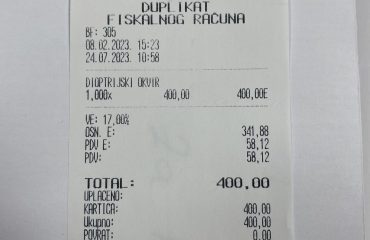 DUPLIKAT
FISKALNOG RAČUNA
BF: 305
08.02.2023. 15:23
24.07.2023. 10:58
DIOPTRIJSKI OKVIR
1,000x 400,00 400,00E
VE: 17,00%
OSN. E: 341,88
PDV E: 58,12
PDV: 58,12
TOTAL: 400,00
UPLAĆENO:
KARTICA: 400,00
Ukupno: 400,00
POVRAT: 0,00